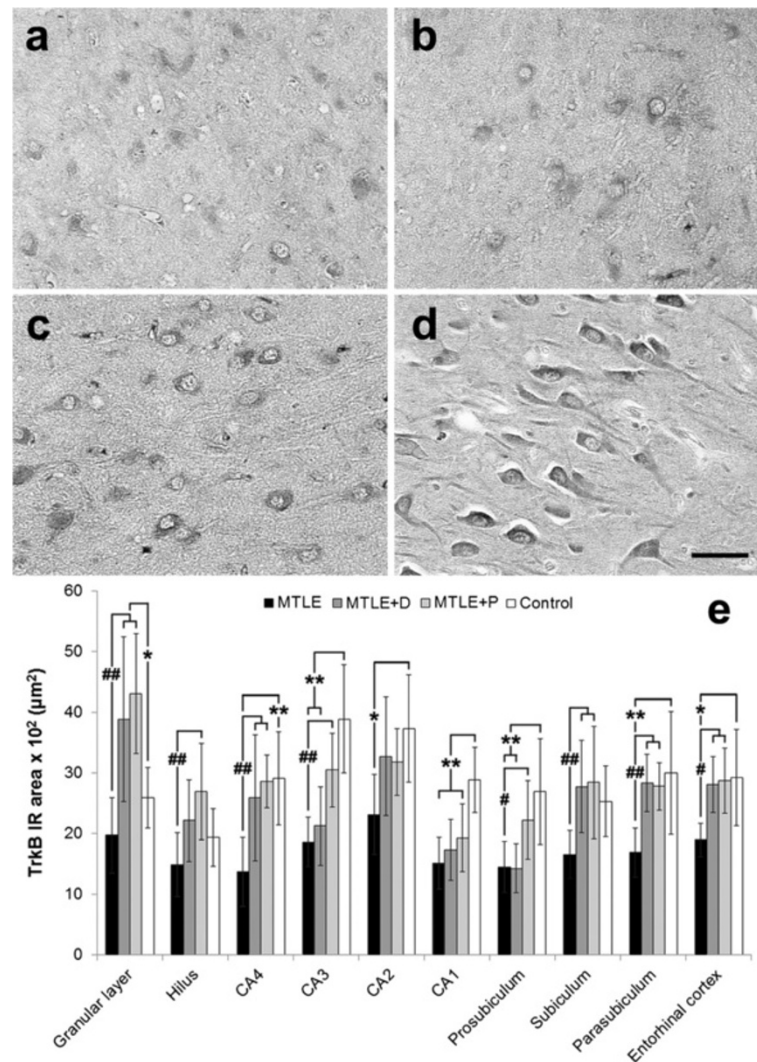 a
b
c
d
e
MTLE MTLE+D MTLE+P Control
TrkB IR area x 10² (µm²)
60
50
40
30
20
10
0
##
*
##
##
**
##
**
*
**
#
**
##
##
**
#
*
Granular layer
Hilus
CA4
CA3
CA2
CA1
Prosubiculum
Subiculum
Parasubiculum
Entorhinal cortex